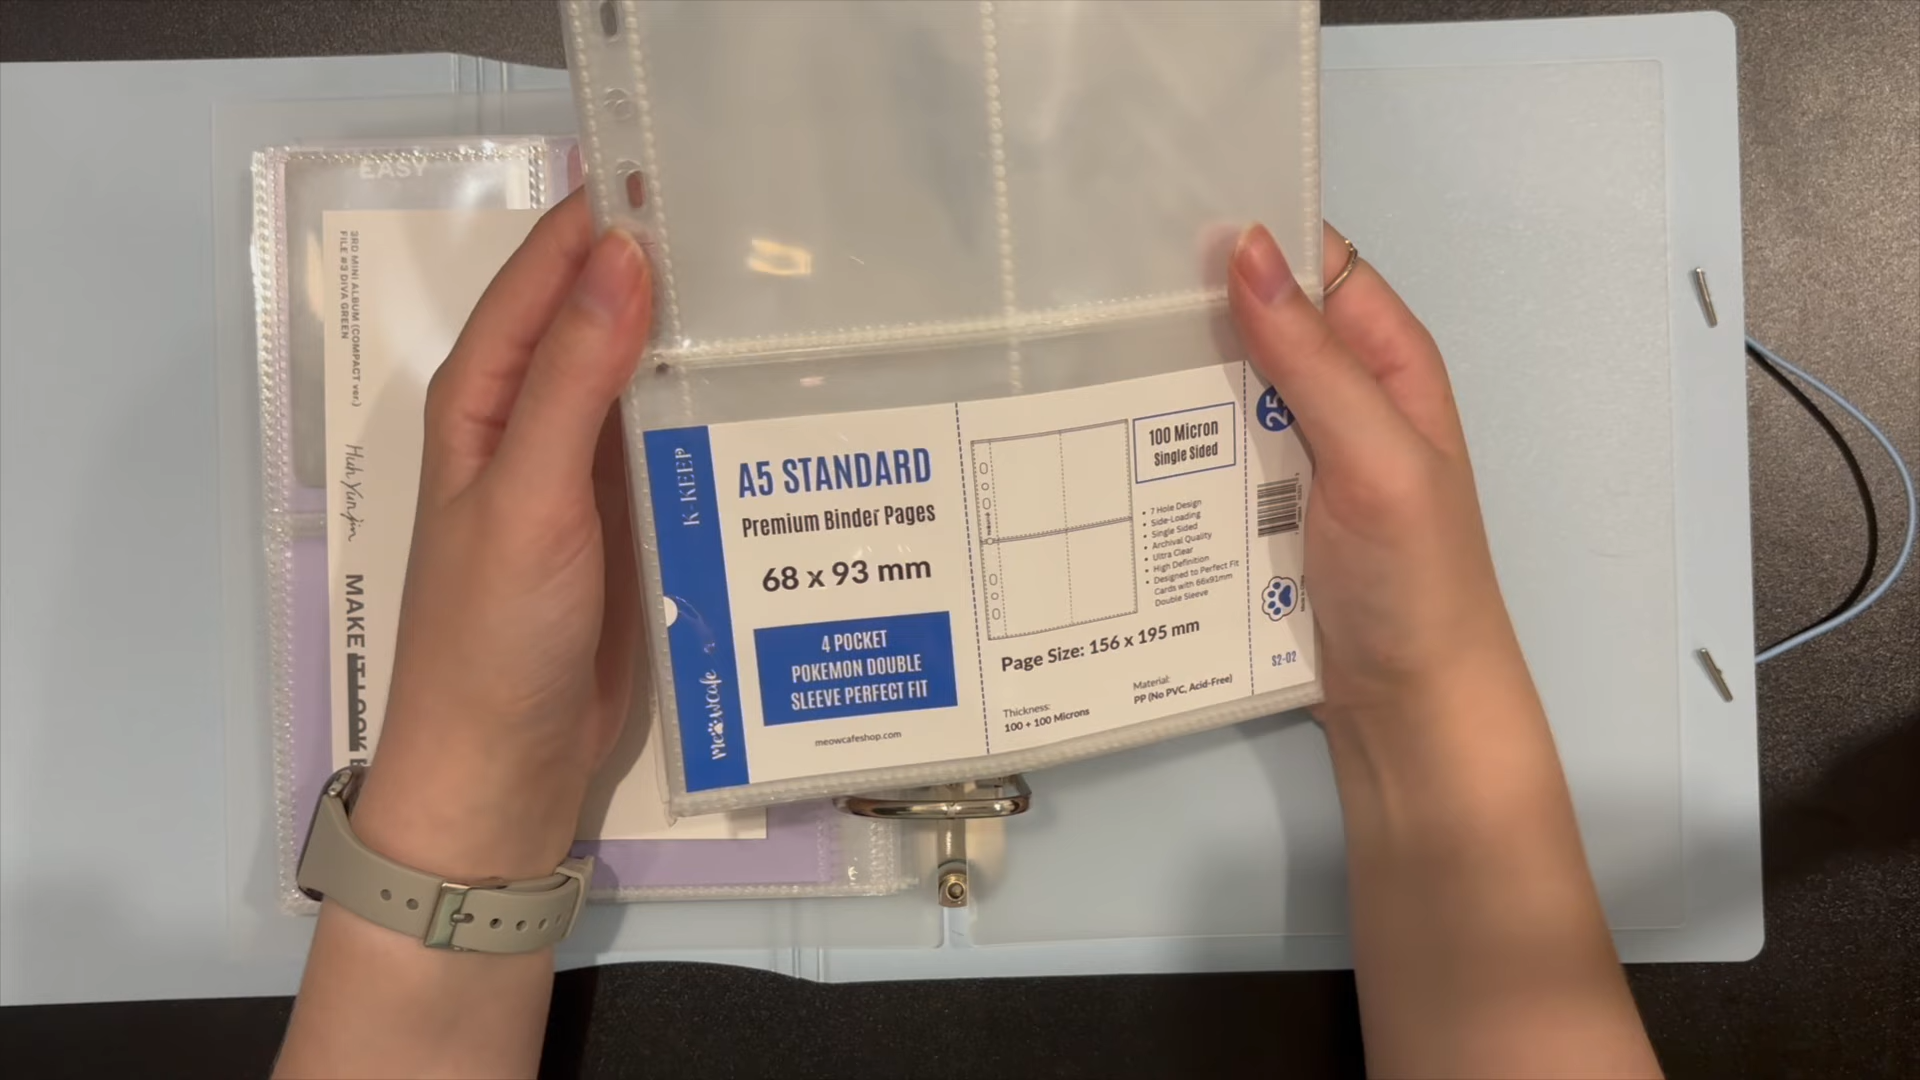 EASY
3RD MINI ALBUM (COMPACT ver.)
FILE #3 DIVA GREEN
Huh Yunjin
MAKE IT LOOK
K-KEEP
meowcafe
A5 STANDARD
Premium Binder Pages
68 x 93 mm
4 POCKET
POKEMON DOUBLE
SLEEVE PERFECT FIT
meowcafeshop.com
100 Micron
Single Sided
• 7 Hole Design
• Side-Loading
• Single Sided
• Archival Quality
• Ultra Clear
• High Definition
• Designed to Perfect Fit
Cards with 66x91mm
Double Sleeve
Page Size: 156 x 195 mm
Thickness:
100 + 100 Microns
Material:
PP (No PVC, Acid-Free)
25
S2-02